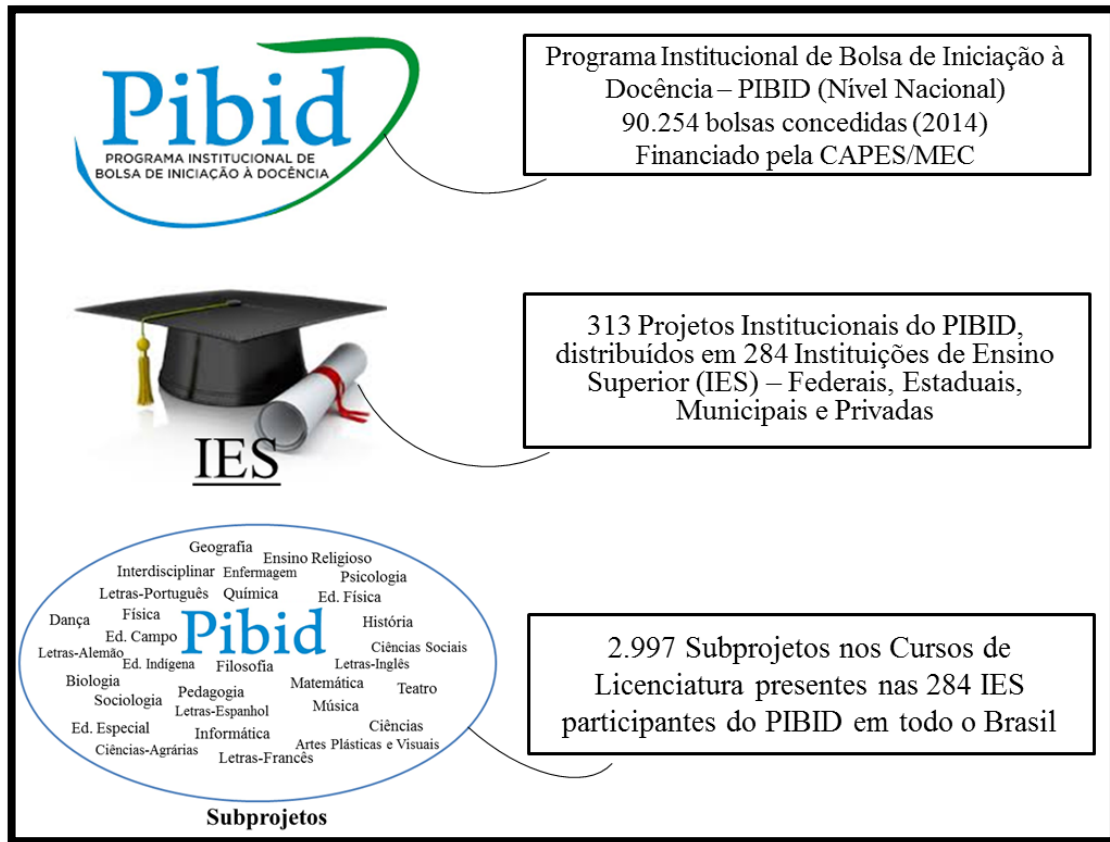 Pibid
PROGRAMA INSTITUCIONAL DE
BOLSA DE INICIAÇÃO À DOCÊNCIA
Programa Institucional de Bolsa de Iniciação à
Docência – PIBID (Nível Nacional)
90.254 bolsas concedidas (2014)
Financiado pela CAPES/MEC
IES
313 Projetos Institucionais do PIBID,
distribuídos em 284 Instituições de Ensino
Superior (IES) – Federais, Estaduais,
Municipais e Privadas
Geografia
Ensino Religioso
Interdisciplinar Enfermagem
Psicologia
Letras-Português Química
Ed. Física
Dança
Física
História
Ed. Campo
Pibid
Letras-Alemão
Ciências Sociais
Ed. Indígena
Filosofia
Letras-Inglês
Biologia
Pedagogia
Matemática
Teatro
Sociologia
Letras-Espanhol
Música
Ed. Especial
Informática
Ciências
Ciências-Agrárias
Letras-Francês
Artes Plásticas e Visuais
Subprojetos
2.997 Subprojetos nos Cursos de
Licenciatura presentes nas 284 IES
participantes do PIBID em todo o Brasil